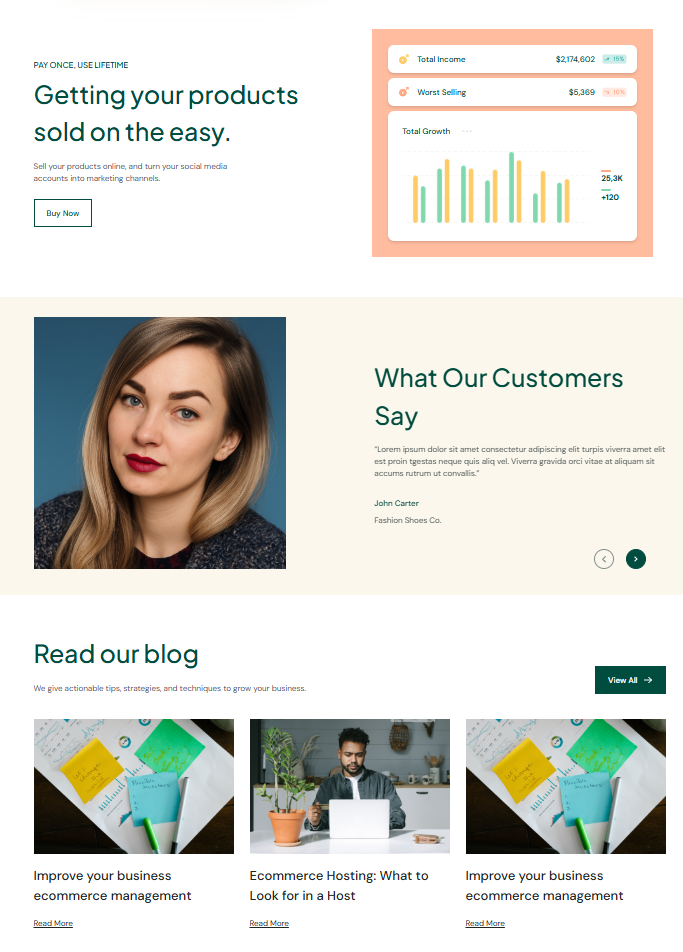 PAY ONCE, USE LIFETIME
Getting your products
sold on the easy.
Sell your products online, and turn your social media
accounts into marketing channels.
Buy Now
Total Income $2,174,602 15%
Worst Selling $5,369 10%
Total Growth
25,3K
+120
What Our Customers
Say
"Lorem ipsum dolor sit amet consectetur adipiscing elit turpis viverra amet elit
est proin tgestas neque quis aliq vel. Viverra gravida orci vitae at aliquam sit
accums rutrum ut convallis."
John Carter
Fashion Shoes Co.
Read our blog
We give actionable tips, strategies, and techniques to grow your business.
View All
Improve your business
ecommerce management
Read More
Ecommerce Hosting: What to
Look for in a Host
Read More
Improve your business
ecommerce management
Read More